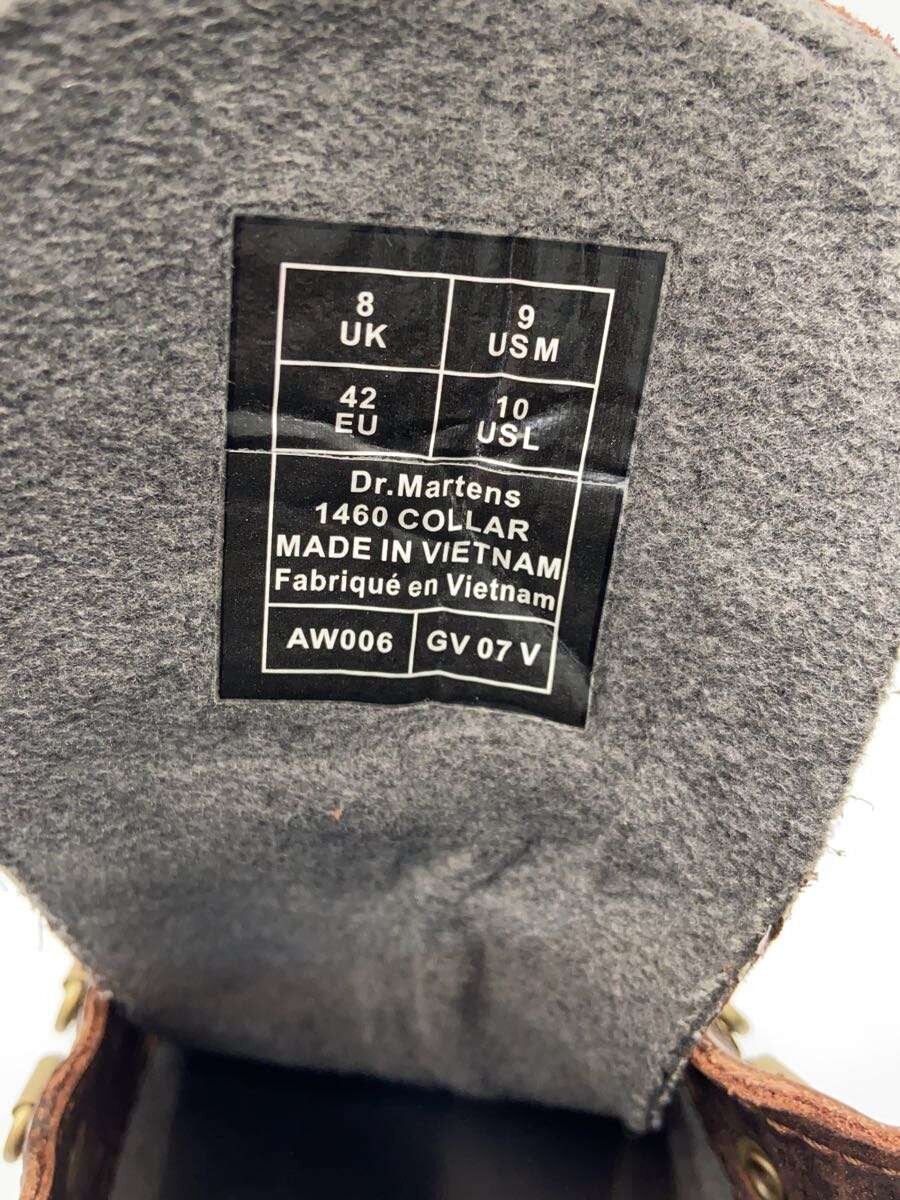 8
UK
9
USM
42
EU
10
USL
Dr.Martens
1460 COLLAR
MADE IN VIETNAM
Fabriqué en Vietnam
AW006
GV 07 V